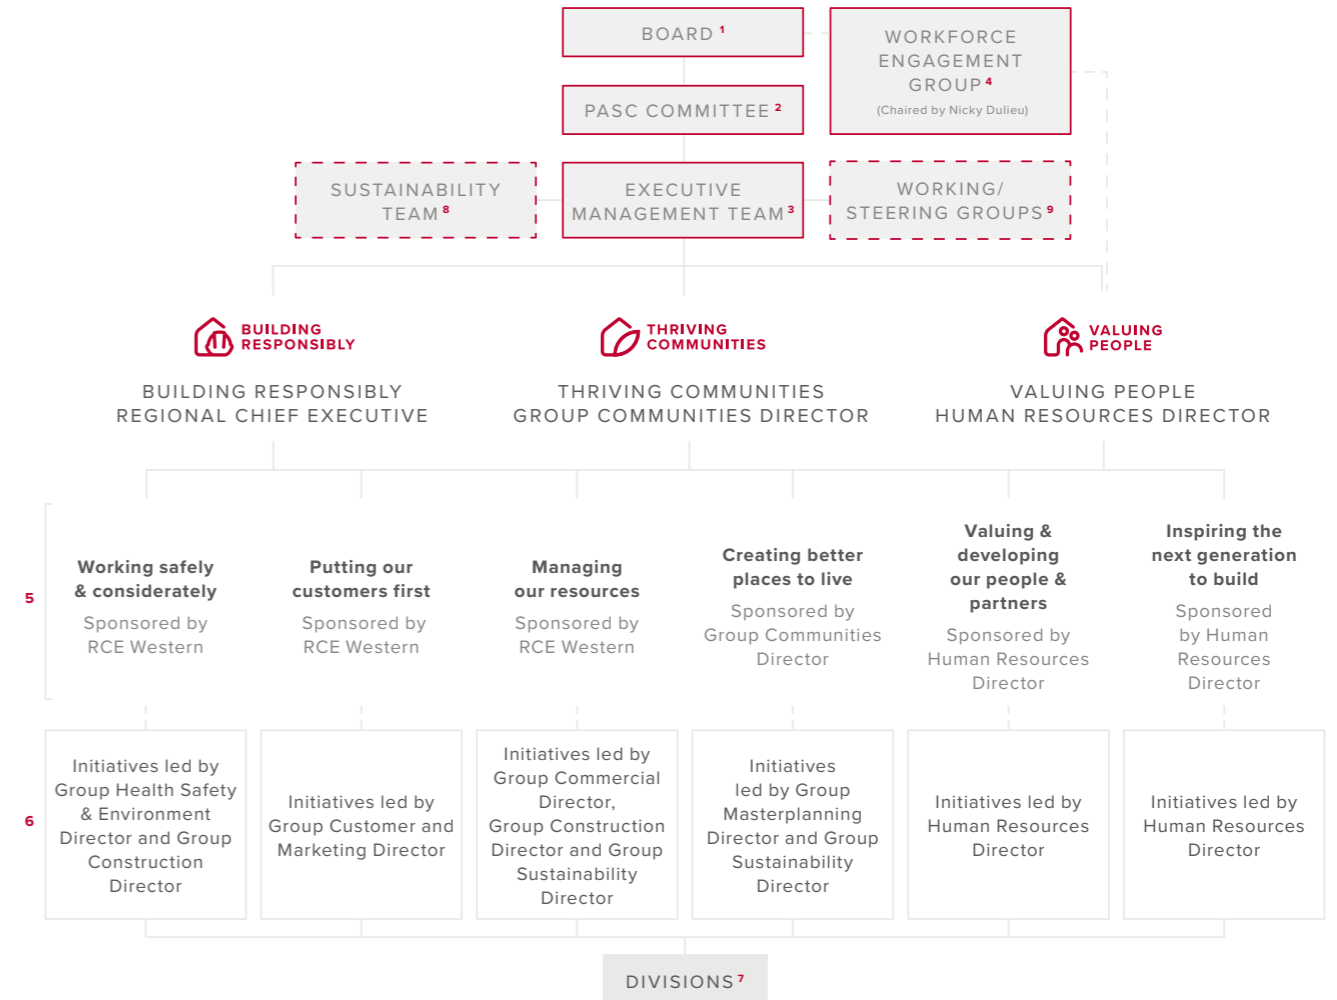 BOARD 1
WORKFORCE
ENGAGEMENT
GROUP 4
(Chaired by Nicky Dulieu)
PASC COMMITTEE 2
SUSTAINABILITY
TEAM 8
EXECUTIVE
MANAGEMENT TEAM 3
WORKING/
STEERING GROUPS 9
BUILDING
RESPONSIBLY
THRIVING
COMMUNITIES
VALUING
PEOPLE
BUILDING RESPONSIBLY
REGIONAL CHIEF EXECUTIVE
THRIVING COMMUNITIES
GROUP COMMUNITIES DIRECTOR
VALUING PEOPLE
HUMAN RESOURCES DIRECTOR
5
Working safely
& considerately
Sponsored by
RCE Western
Putting our
customers first
Sponsored by
RCE Western
Managing
our resources
Sponsored by
RCE Western
Creating better
places to live
Sponsored by
Group Communities
Director
Valuing &
developing
our people &
partners
Sponsored by
Human Resources
Director
Inspiring the
next generation
to build
Sponsored
by Human
Resources
Director
6
Initiatives led by
Group Health Safety
& Environment
Director and Group
Construction
Director
Initiatives led by
Group Customer and
Marketing Director
Initiatives led by
Group Commercial
Director,
Group Construction
Director and Group
Sustainability
Director
Initiatives
led by Group
Masterplanning
Director and Group
Sustainability
Director
Initiatives led by
Human Resources
Director
Initiatives led by
Human Resources
Director
DIVISIONS 7